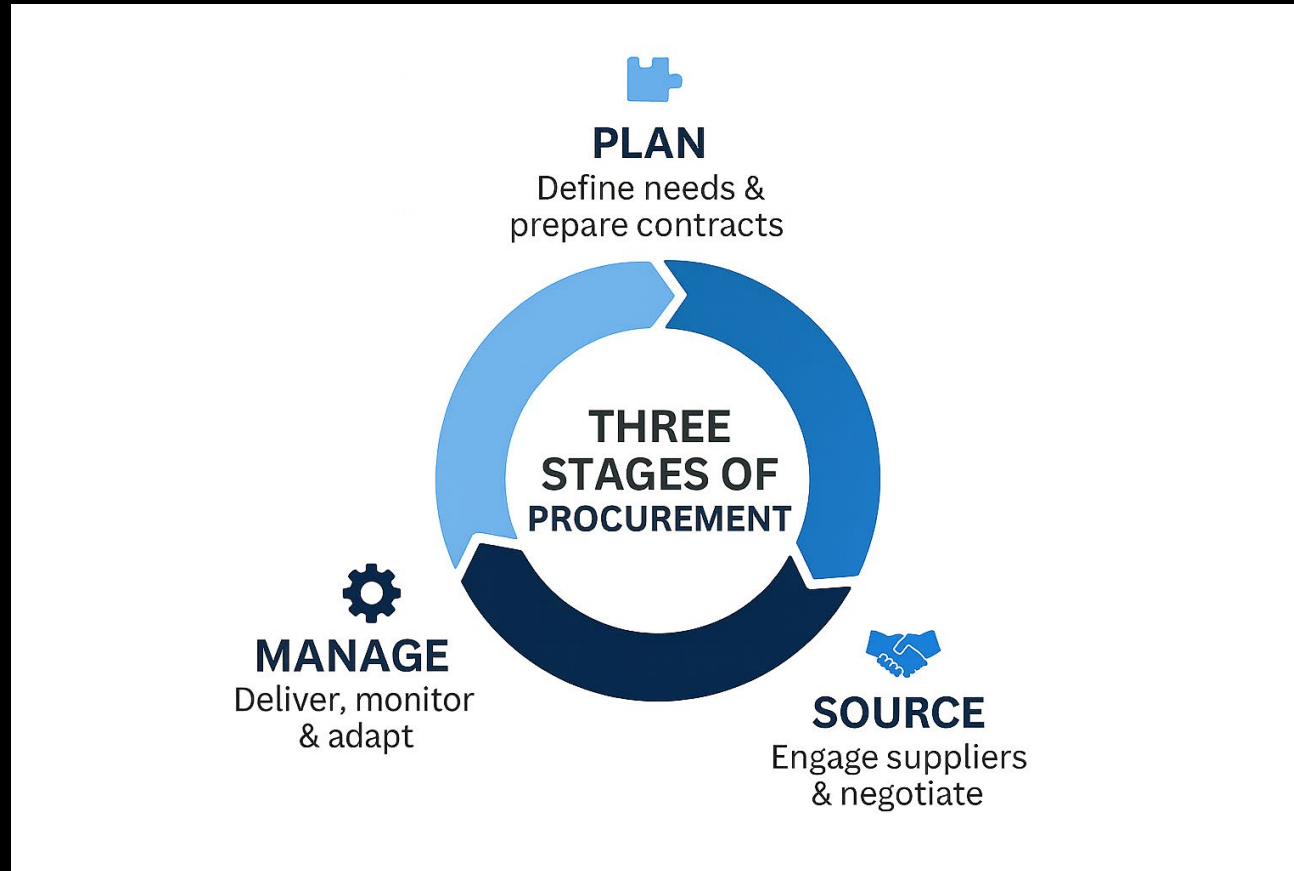 PLAN
Define needs &
prepare contracts
THREE
STAGES OF
PROCUREMENT
MANAGE
Deliver, monitor
& adapt
SOURCE
Engage suppliers
& negotiate